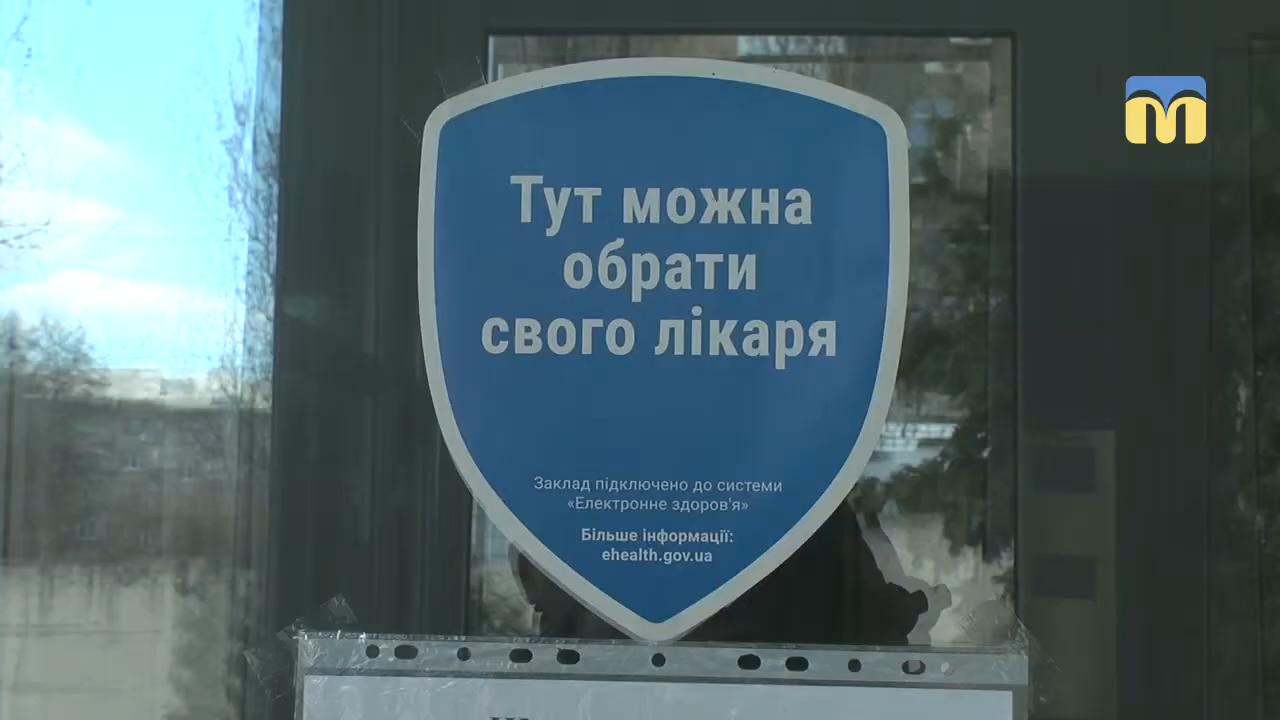 Тут можна
обрати
свого лікаря
Заклад підключено до системи
«Електронне здоров'я»
Більше інформації:
ehealth.gov.ua